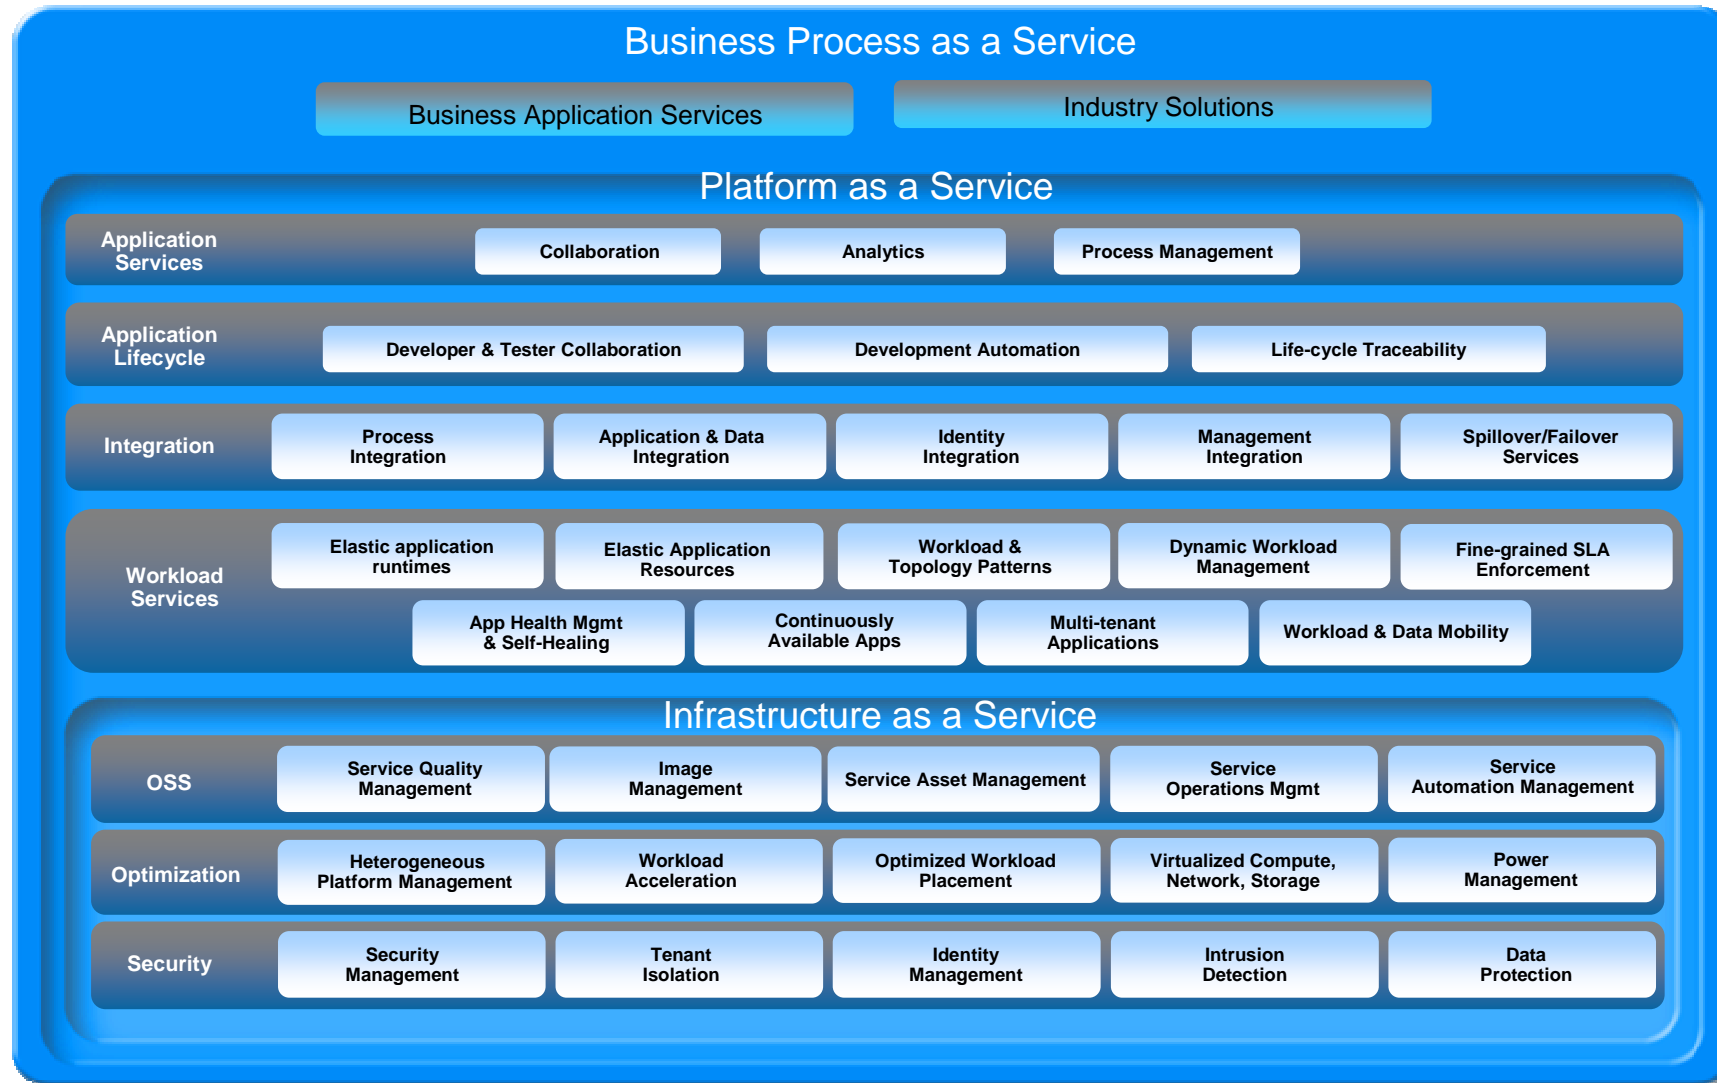 Business Process as a Service
Business Application Services
Industry Solutions
Platform as a Service
Application
Services
Collaboration
Analytics
Process Management
Application
Lifecycle
Developer & Tester Collaboration
Development Automation
Life-cycle Traceability
Integration
Process
Integration
Application & Data
Integration
Identity
Integration
Management
Integration
Spillover/Failover
Services
Workload
Services
Elastic application
runtimes
Elastic Application
Resources
Workload &
Topology Patterns
Dynamic Workload
Management
Fine-grained SLA
Enforcement
App Health Mgmt
& Self-Healing
Continuously
Available Apps
Multi-tenant
Applications
Workload & Data Mobility
Infrastructure as a Service
OSS
Service Quality
Management
Image
Management
Service Asset Management
Service
Operations Mgmt
Service
Automation Management
Optimization
Heterogeneous
Platform Management
Workload
Acceleration
Optimized Workload
Placement
Virtualized Compute,
Network, Storage
Power
Management
Security
Security
Management
Tenant
Isolation
Identity
Management
Intrusion
Detection
Data
Protection